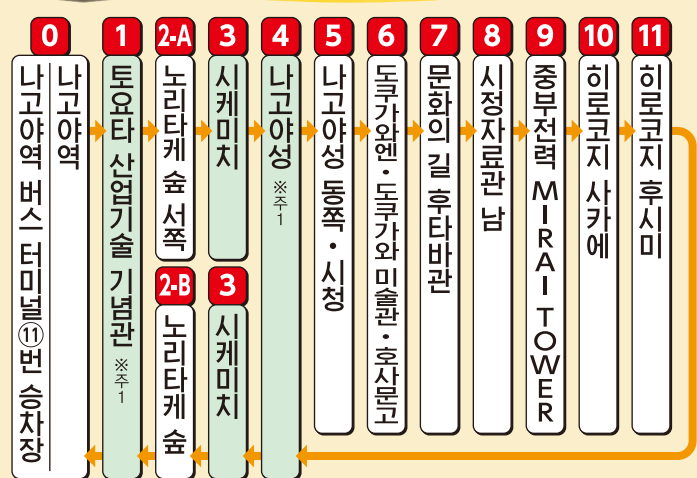 0
나고야역
나고야역 버스 터미널⑪번 승차장
1
토요타 산업기술 기념관 ※주1
2-A
노리타케 숲 서쪽
2-B
노리타케 숲
3
시케미치
3
시케미치
4
나고야성 ※주1
5
나고야성 동쪽・시청
6
도쿠가와엔・도쿠가와 미술관・호사문고
7
문화의 길 후타바관
8
시정자료관 남
9
중부전력 MIRAI TOWER
10
히로코지 사카에
11
히로코지 후시미